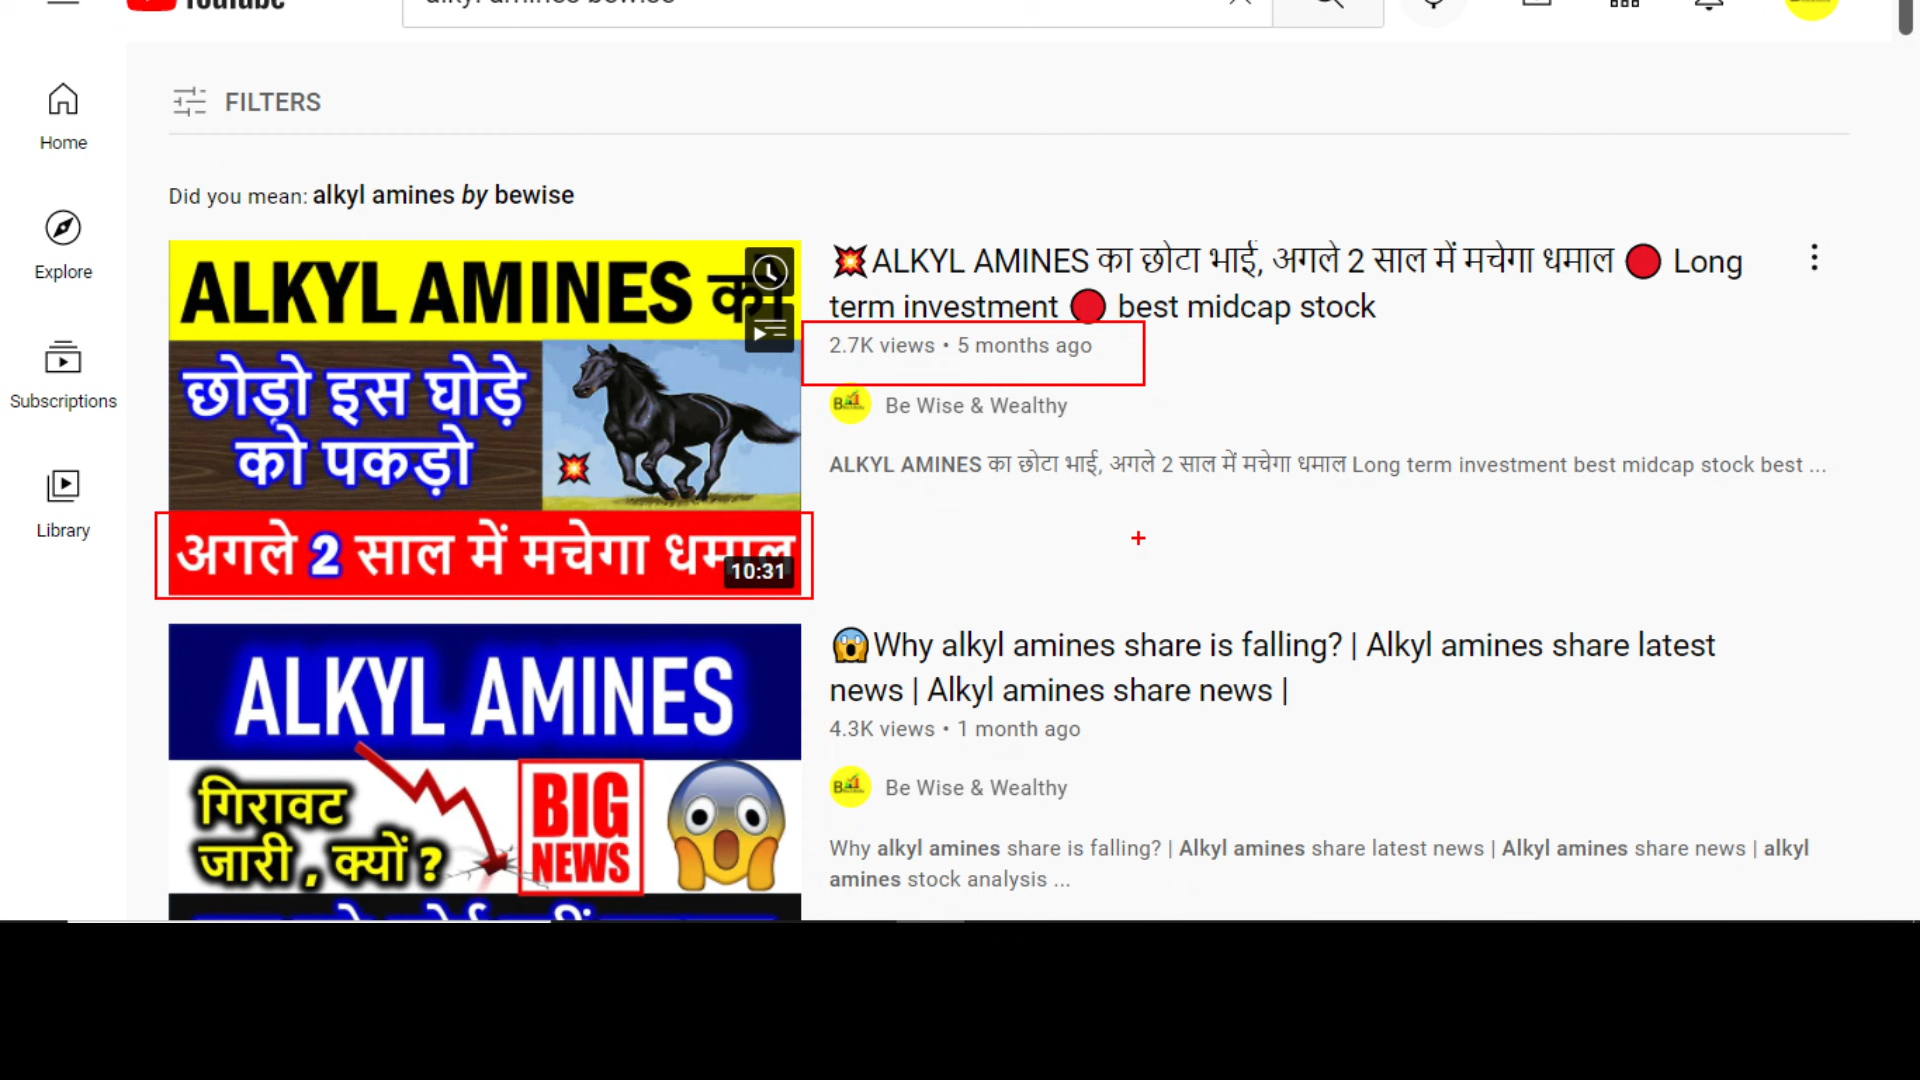 YouTube
alkyl amines bewise
FILTERS
Home
Explore
Subscriptions
Library
Did you mean: alkyl amines by bewise
ALKYL AMINES का
छोड़ो इस घोड़े
को पकड़ो
अगले 2 साल में मचेगा धमाल
10:31
💥ALKYL AMINES का छोटा भाई, अगले 2 साल में मचेगा धमाल 🔴 Long
term investment 🔴 best midcap stock
2.7K views • 5 months ago
Be Wise & Wealthy
ALKYL AMINES का छोटा भाई, अगले 2 साल में मचेगा धमाल Long term investment best midcap stock best ...
ALKYL AMINES
गिरावट
जारी , क्यों ?
BIG
NEWS
😱Why alkyl amines share is falling? | Alkyl amines share latest
news | Alkyl amines share news |
4.3K views • 1 month ago
Be Wise & Wealthy
Why alkyl amines share is falling? | Alkyl amines share latest news | Alkyl amines share news | alkyl
amines stock analysis ...